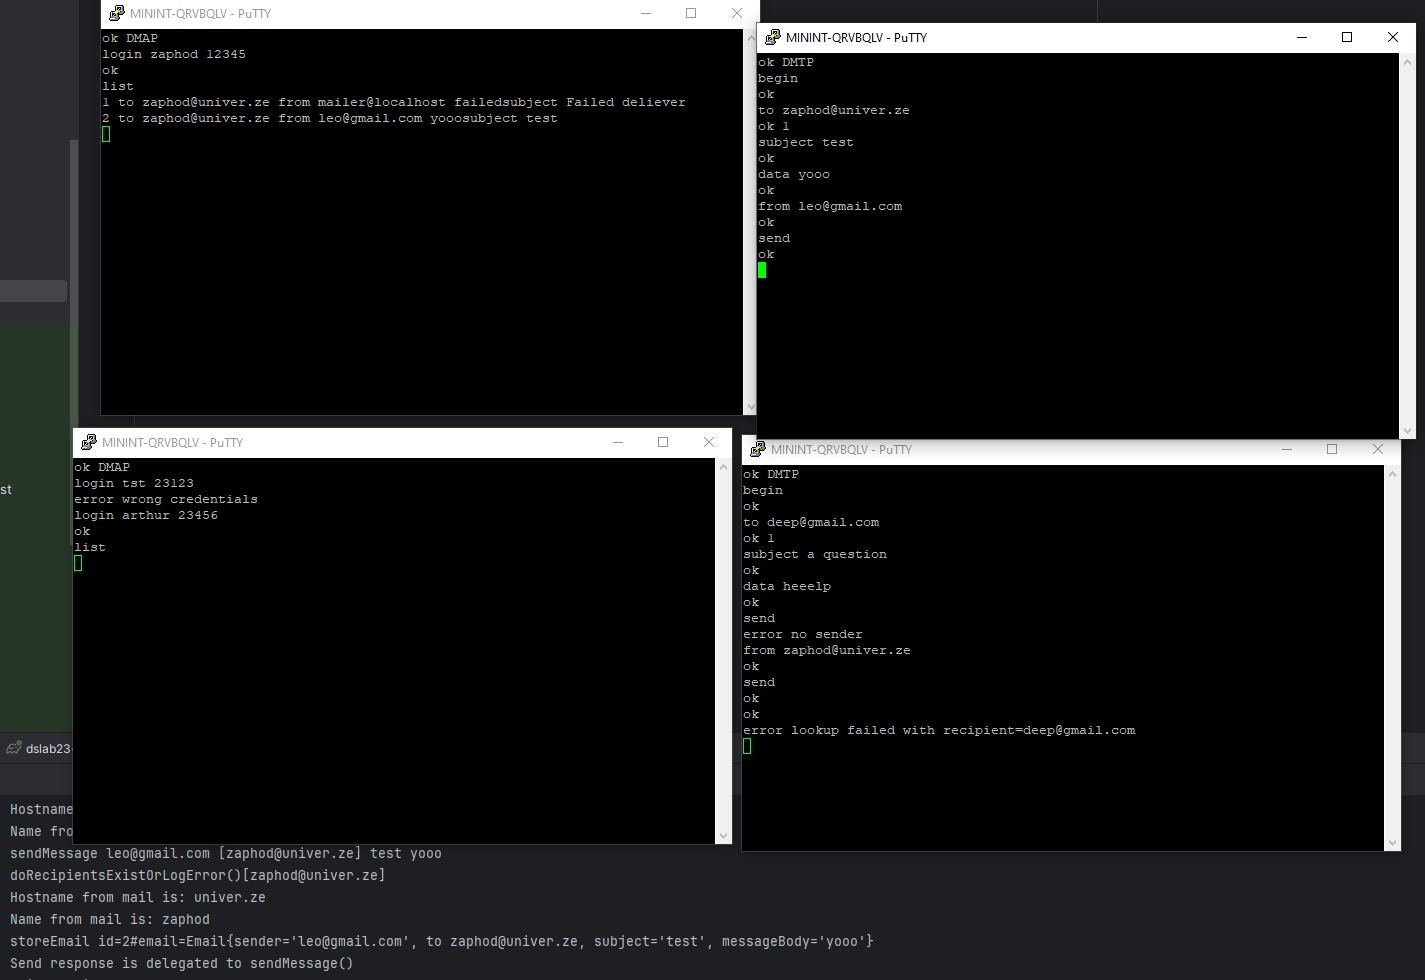 MININT-QRVBQLV - PuTTY
ok DMAP
login zaphod 12345
ok
list
1 to zaphod@univer.ze from mailer@localhost failedsubject Failed deliever
2 to zaphod@univer.ze from leo@gmail.com yooosubject test
MININT-QRVBQLV - PuTTY
ok DMTP
begin
ok
to zaphod@univer.ze
ok 1
subject test
ok
data yooo
ok
from leo@gmail.com
ok
send
ok
MININT-QRVBQLV - PuTTY
ok DMAP
login tst 23123
error wrong credentials
login arthur 23456
ok
list
MININT-QRVBQLV - PuTTY
ok DMTP
begin
ok
to deep@gmail.com
ok 1
subject a question
ok
data heeelp
ok
send
error no sender
from zaphod@univer.ze
ok
send
ok
ok
error lookup failed with recipient=deep@gmail.com
st
dslab23
Hostname
Name fro
sendMessage leo@gmail.com [zaphod@univer.ze] test yooo
doRecipientsExistOrLogError()[zaphod@univer.ze]
Hostname from mail is: univer.ze
Name from mail is: zaphod
storeEmail id=2#email=Email{sender='leo@gmail.com', to zaphod@univer.ze, subject='test', messageBody='yooo'}
Send response is delegated to sendMessage()